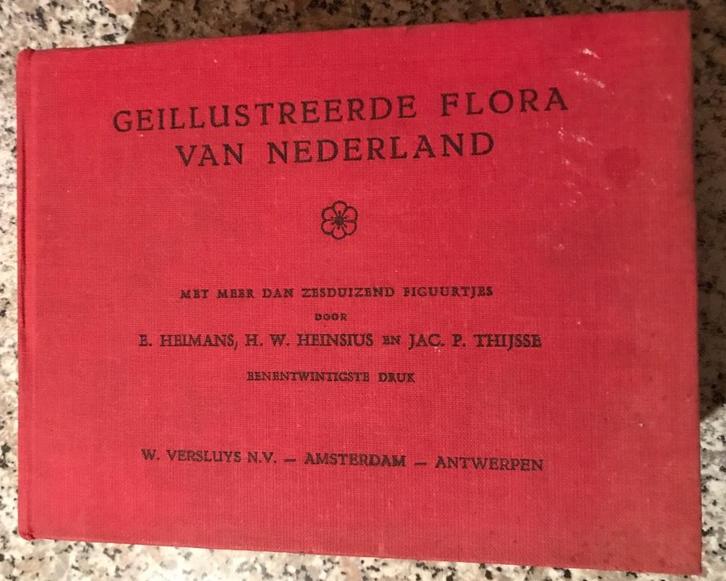 GEILLUSTREERDE FLORA
VAN NEDERLAND
MET MEER DAN ZESDUIZEND FIGUURTJES
DOOR
E. HEIMANS, H. W. HEINSIUS EN JAC. P. THIJSSE
EENENTWINTIGSTE DRUK
W. VERSLUYS N.V. — AMSTERDAM — ANTWERPEN